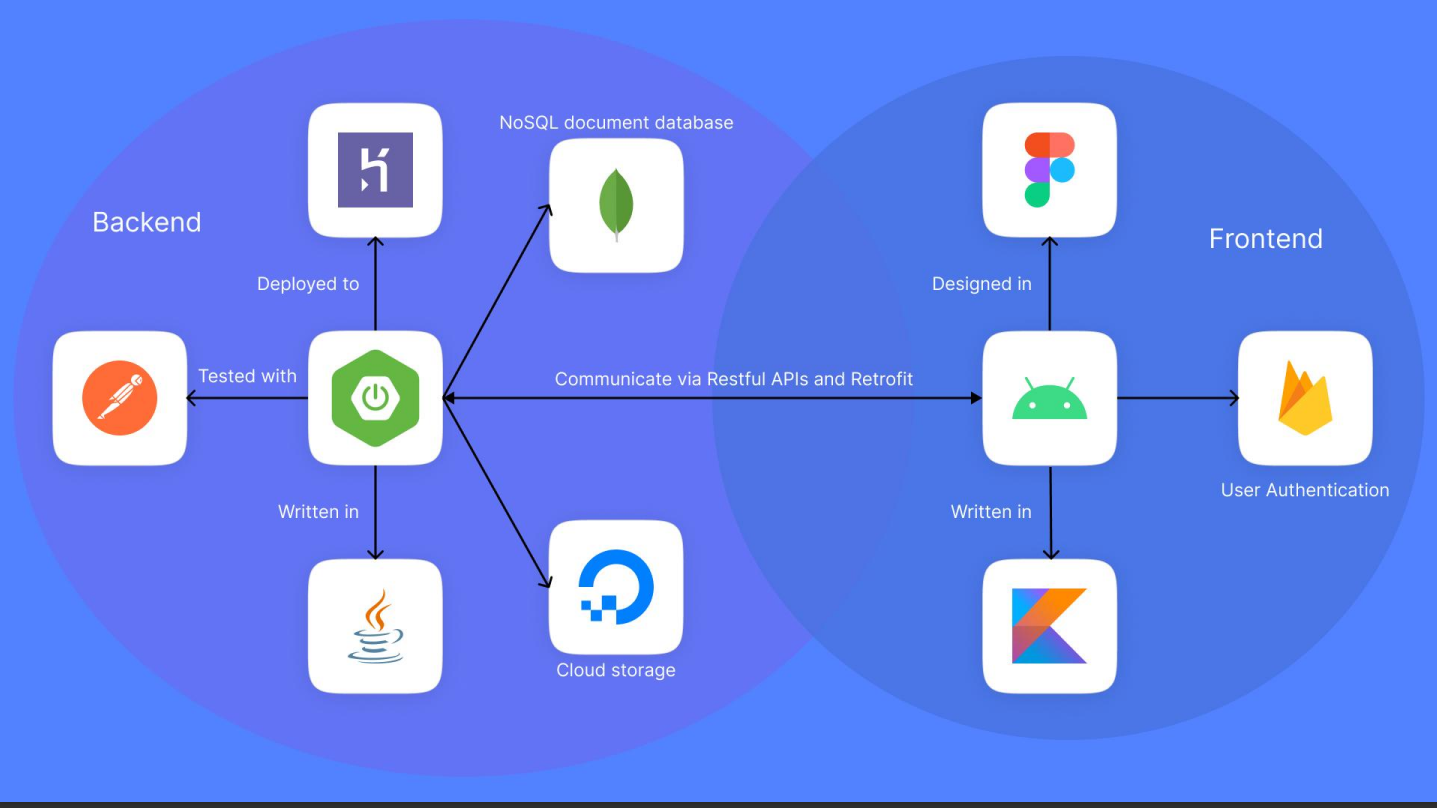 NoSQL document database
Backend
Frontend
Deployed to
Designed in
Tested with
Communicate via Restful APIs and Retrofit
User Authentication
Written in
Written in
Cloud storage